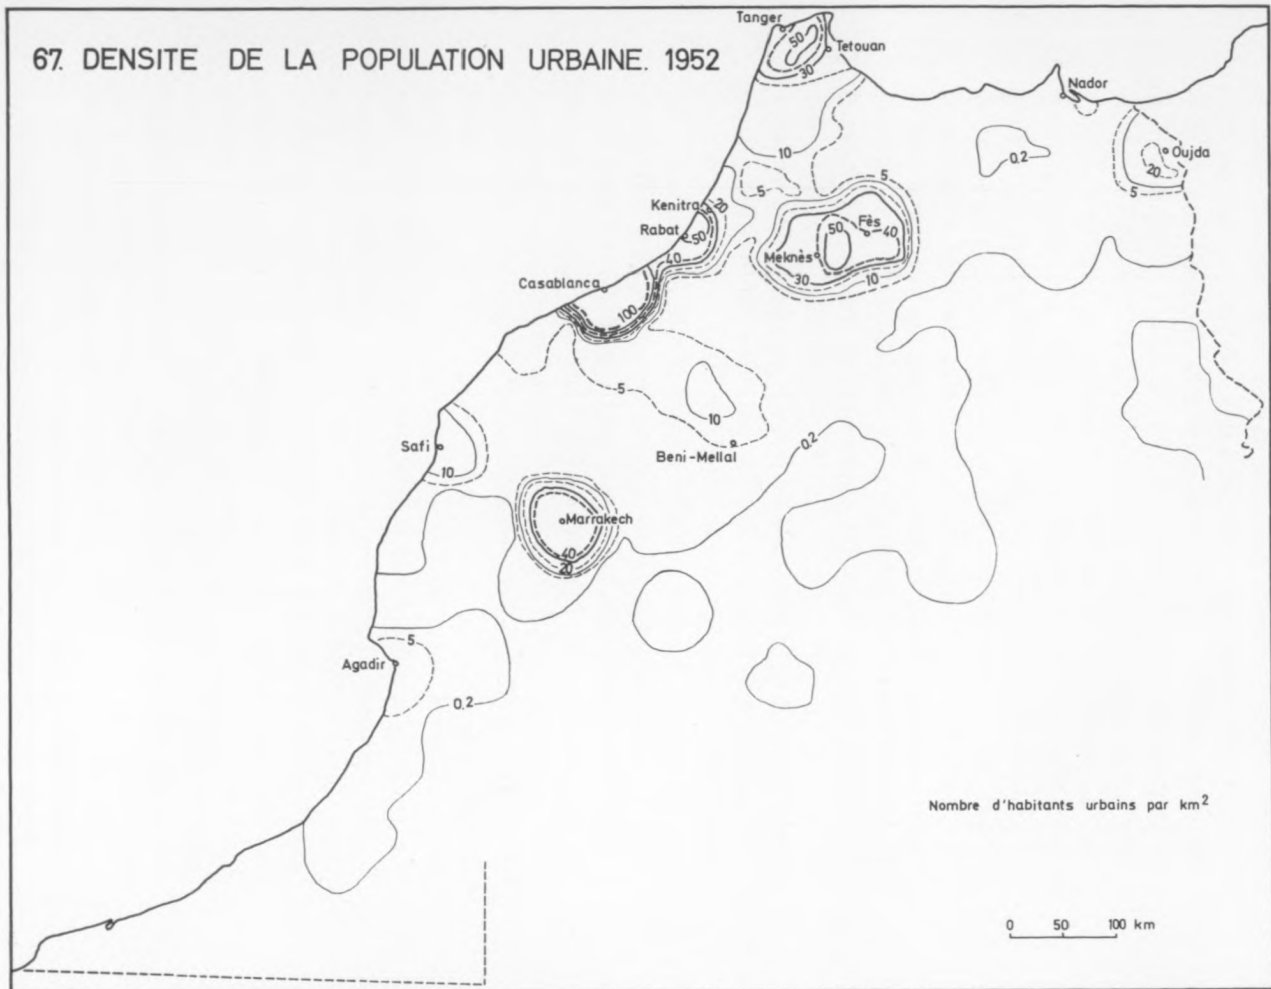 67. DENSITE DE LA POPULATION URBAINE. 1952
Tanger
50
Tetouan
30
Nador
10
0.2
Oujda
20
5
5
5
Kenitra
20
Rabat
50
40
Fès
50
40
Meknès
30
10
Casablanca
100
5
10
Safi
10
Beni-Mellal
0.2
Marrakech
40
20
5
Agadir
0.2
Nombre d'habitants urbains par km²
0 50 100 km